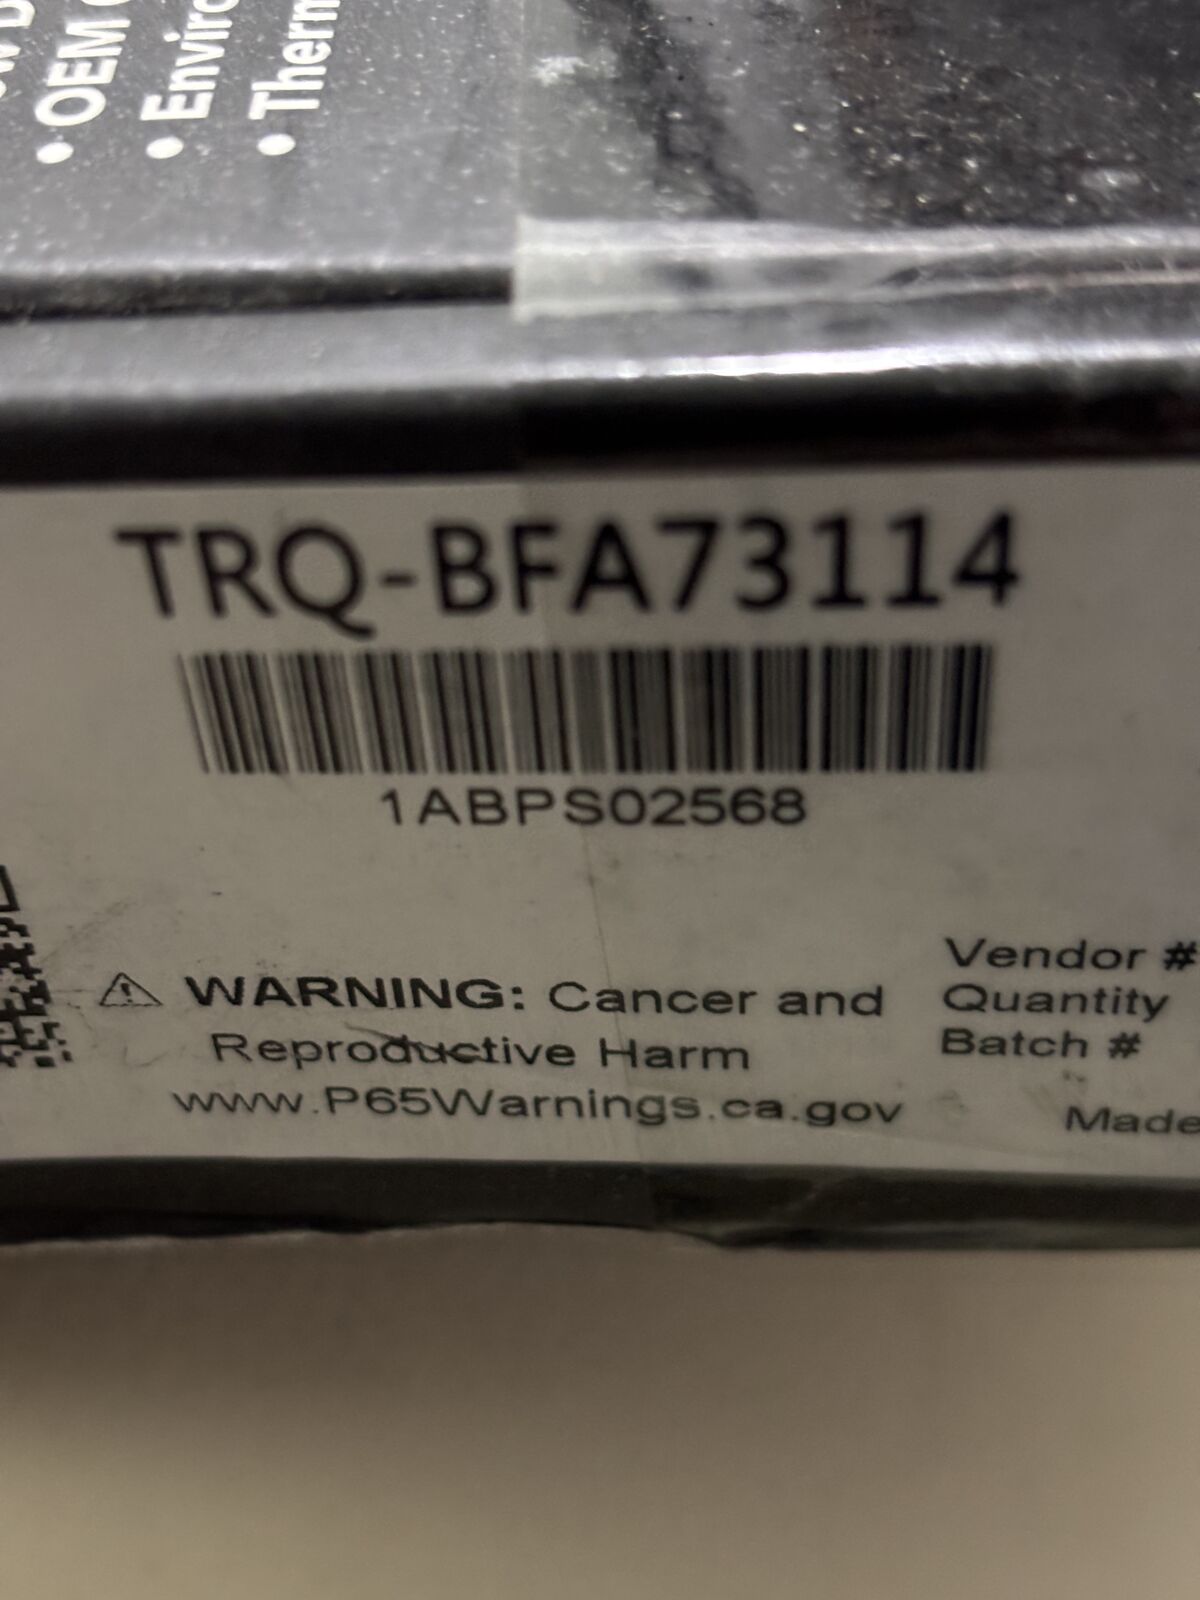 • OEM
• Enviro
• Therm
TRQ-BFA73114
1ABPS02568
⚠ WARNING: Cancer and
Reproductive Harm
www.P65Warnings.ca.gov
Vendor #
Quantity
Batch #
Made